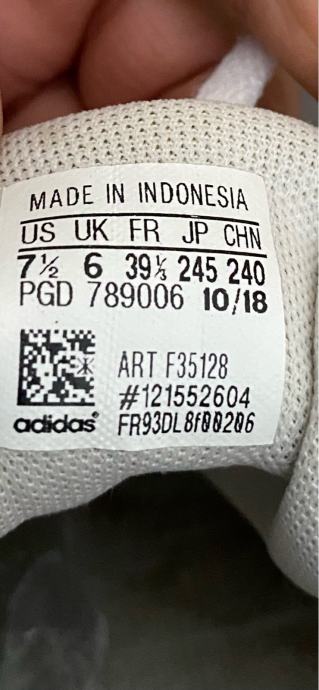 MADE IN INDONESIA
US UK FR JP CHN
7½ 6 39⅓ 245 240
PGD 789006 10/18
ART F35128
#121552604
adidas® FR93DL8f00206